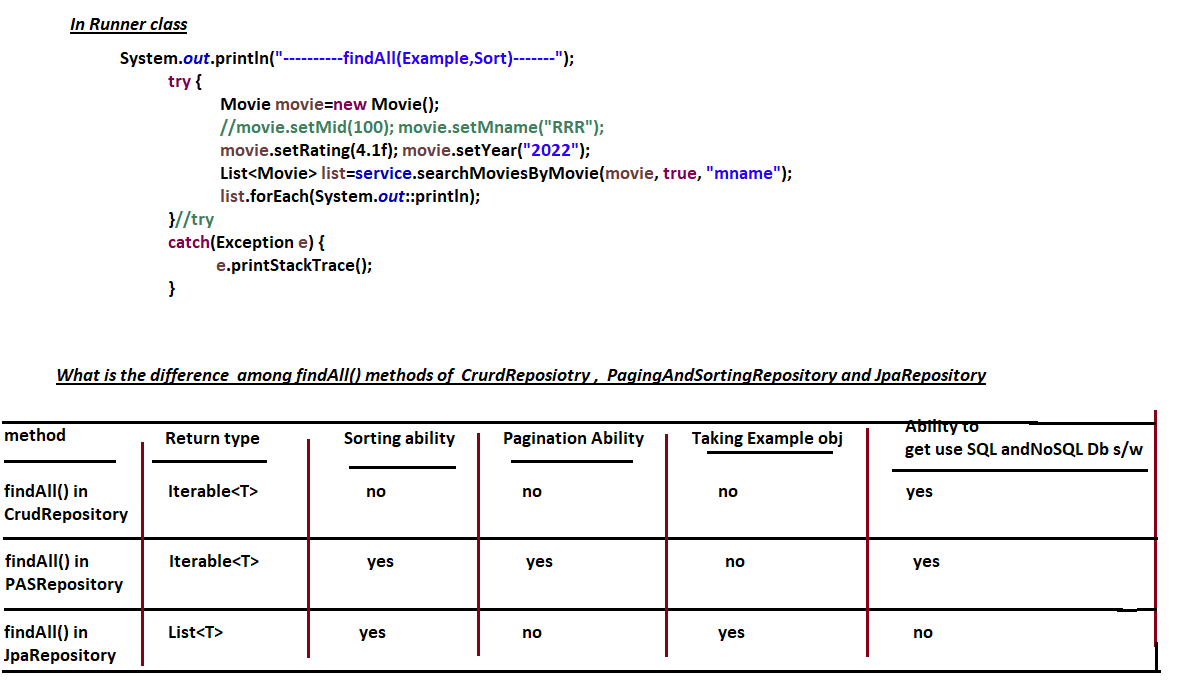 In Runner class
System.out.println("----------findAll(Example,Sort)-------");
try {
Movie movie=new Movie();
//movie.setMid(100); movie.setMname("RRR");
movie.setRating(4.1f); movie.setYear("2022");
List<Movie> list=service.searchMoviesByMovie(movie, true, "mname");
list.forEach(System.out::println);
}//try
catch(Exception e) {
e.printStackTrace();
}
What is the difference among findAll() methods of CrurdReposiotry , PagingAndSortingRepository and JpaRepository
method Return type Sorting ability Pagination Ability Taking Example obj Ability to
get use SQL andNoSQL Db s/w
findAll() in Iterable<T> no no no yes
CrudRepository
findAll() in Iterable<T> yes yes no yes
PASRepository
findAll() in List<T> yes no yes no
JpaRepository